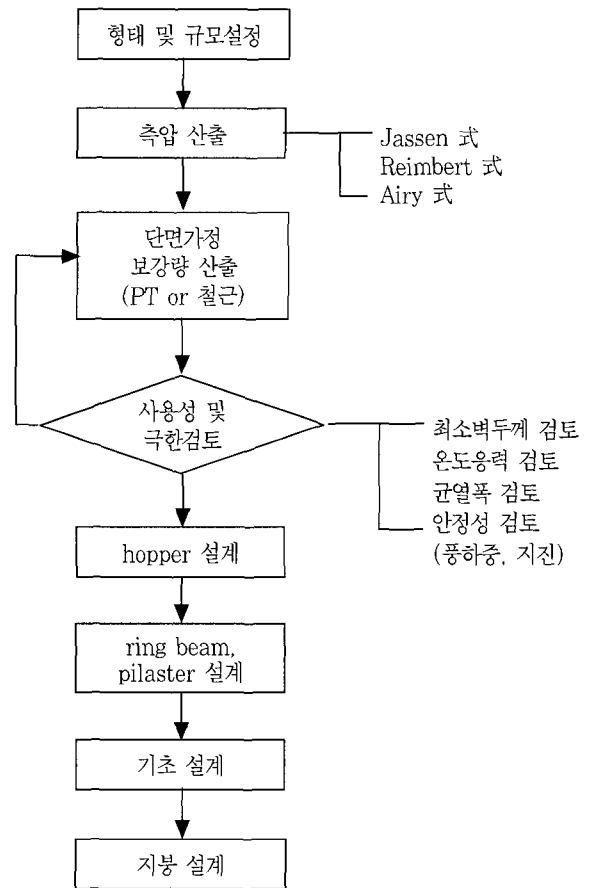 형태 및 규모설정
측압 산출
Jassen 式
Reimbert 式
Airy 式
단면가정
보강량 산출
(PT or 철근)
사용성 및
극한검토
최소벽두께 검토
온도응력 검토
균열폭 검토
안정성 검토
(풍하중, 지진)
hopper 설계
ring beam,
pilaster 설계
기초 설계
지붕 설계